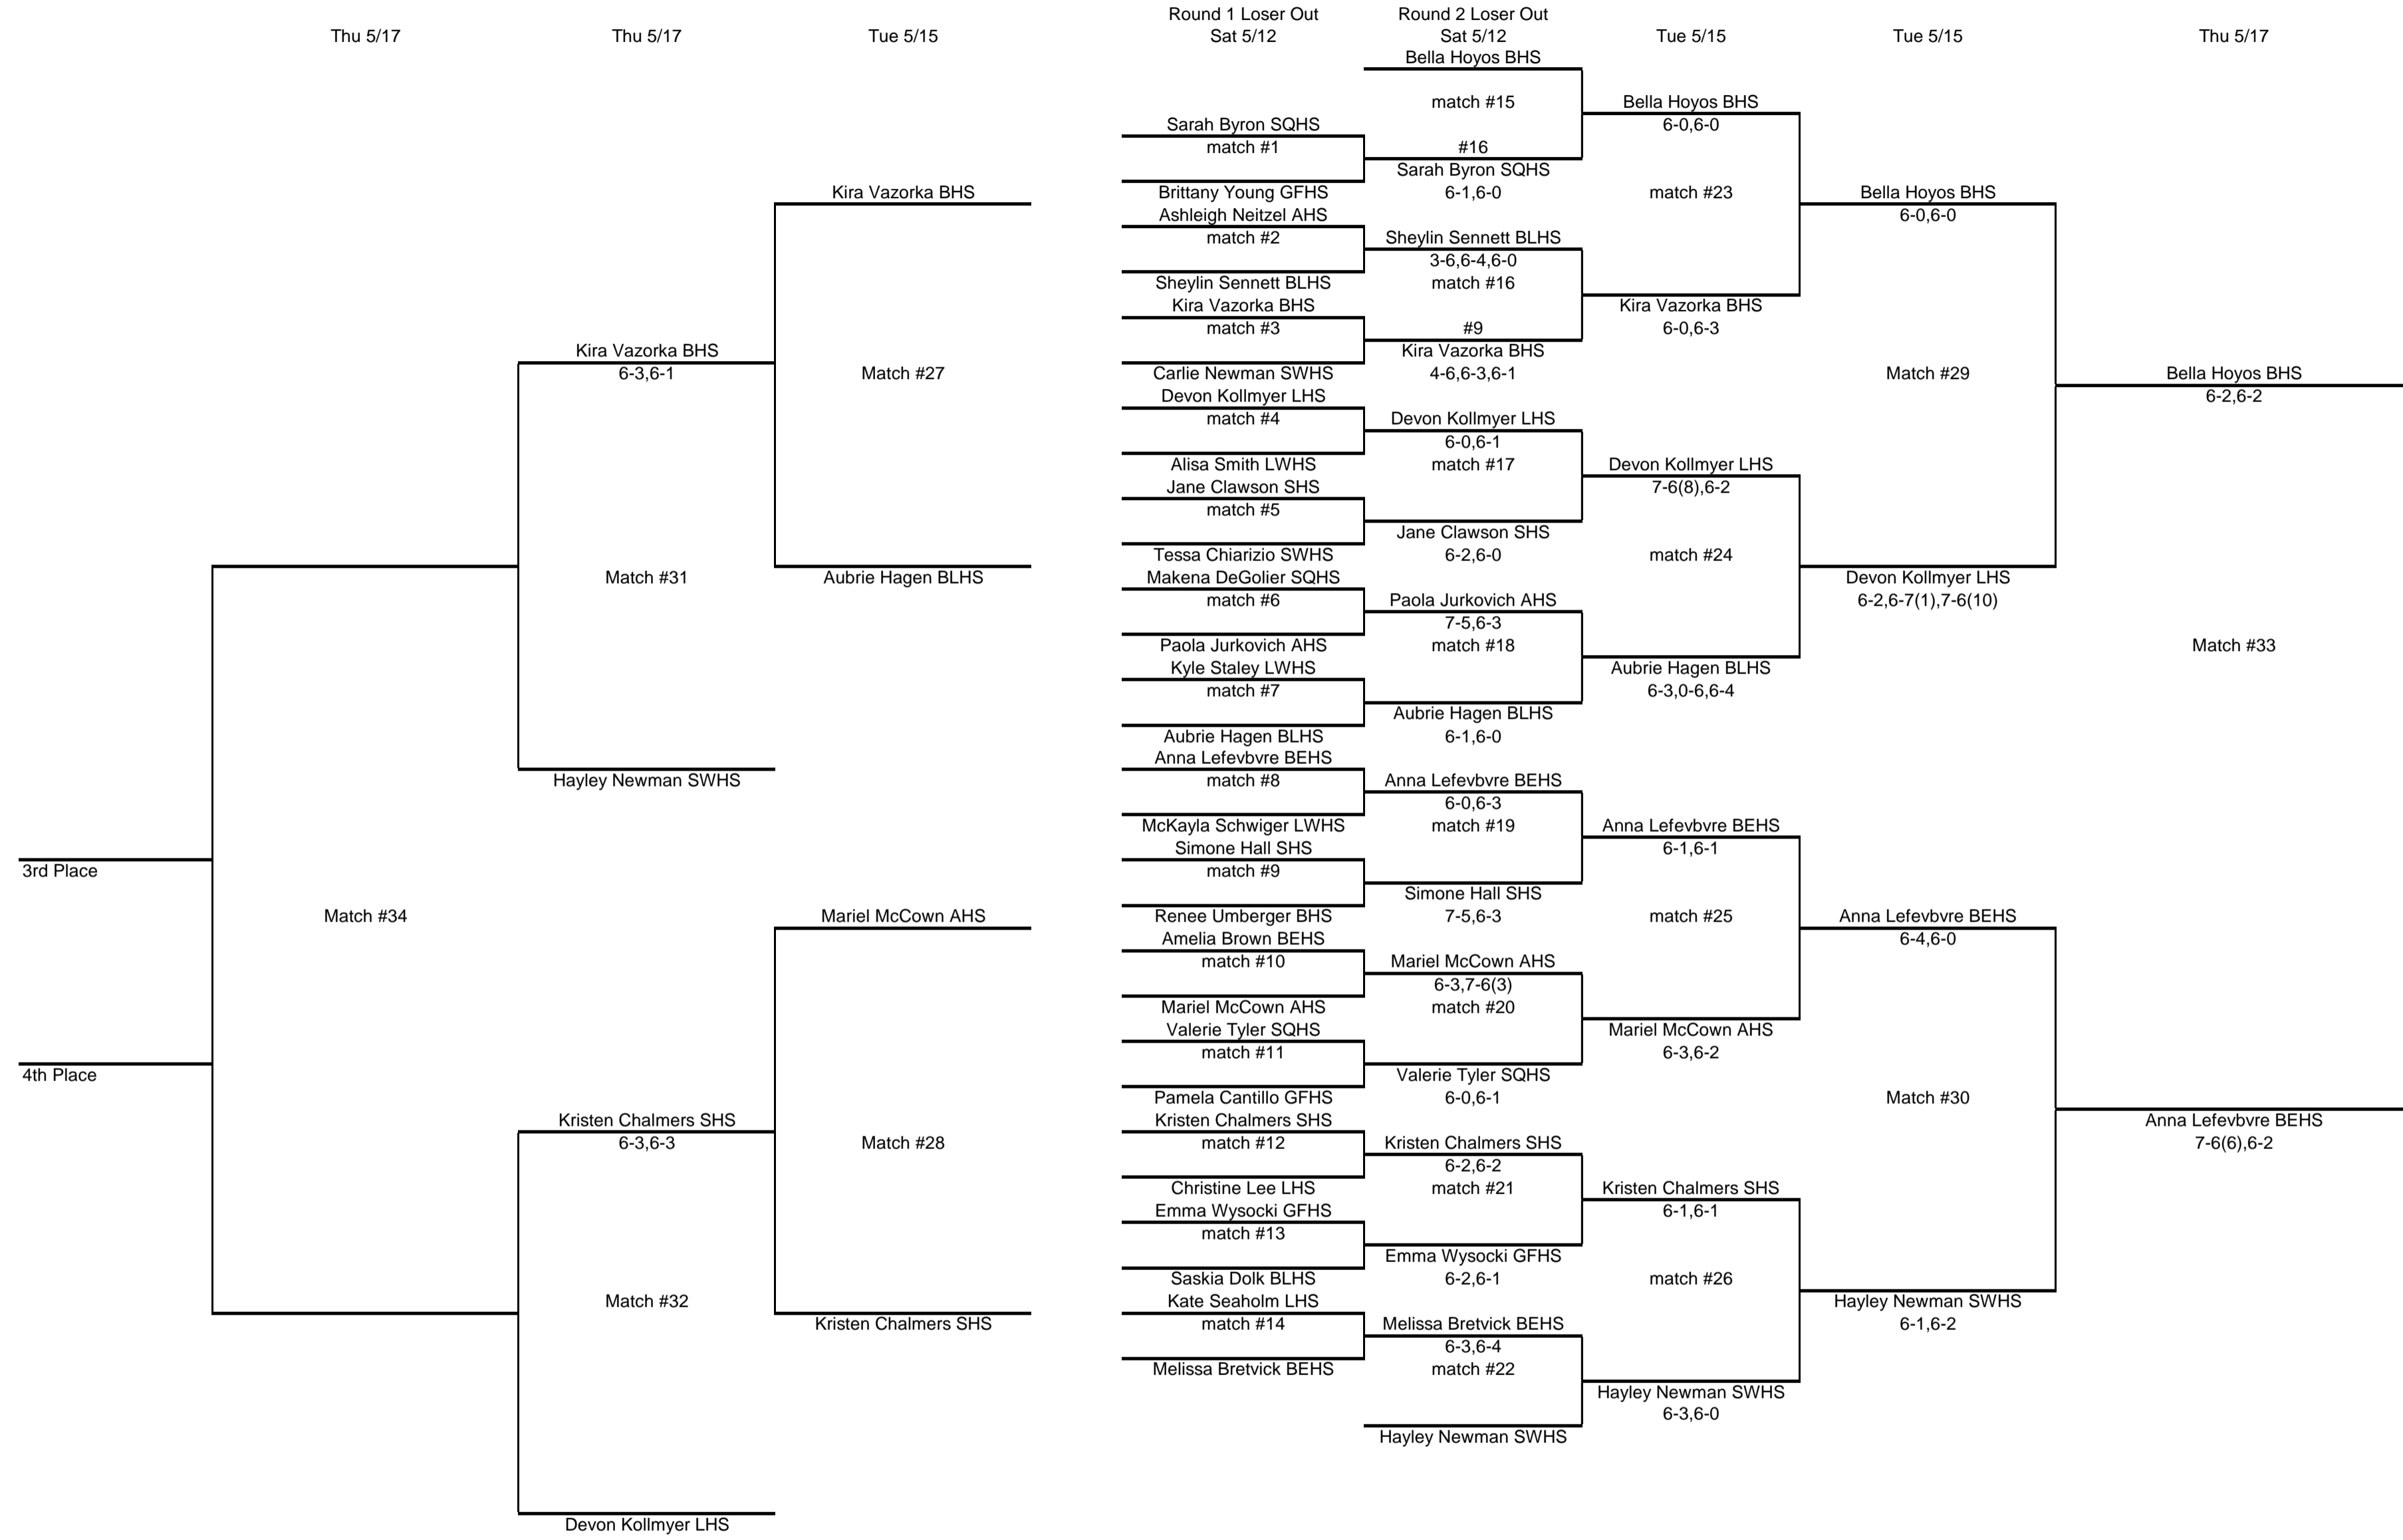 Round 1 Loser Out
Round 2 Loser Out
Thu 5/17
Thu 5/17
Tue 5/15
Sat 5/12
Sat 5/12
Tue 5/15
Tue 5/15
Thu 5/17
Kira Vazorka BHS
Kira Vazorka BHS
6-3,6-1
Match #27
Match #31
Aubrie Hagen BLHS
Hayley Newman SWHS
3rd Place
Match #34
Mariel McCown AHS
4th Place
Kristen Chalmers SHS
6-3,6-3
Match #28
Match #32
Kristen Chalmers SHS
Devon Kollmyer LHS
Sarah Byron SQHS
match #1
Brittany Young GFHS
Ashleigh Neitzel AHS
match #2
Sheylin Sennett BLHS
Kira Vazorka BHS
match #3
Carlie Newman SWHS
Devon Kollmyer LHS
match #4
Alisa Smith LWHS
Jane Clawson SHS
match #5
Tessa Chiarizio SWHS
Makena DeGolier SQHS
match #6
Paola Jurkovich AHS
Kyle Staley LWHS
match #7
Aubrie Hagen BLHS
Anna Lefevbvre BEHS
match #8
McKayla Schwiger LWHS
Simone Hall SHS
match #9
Renee Umberger BHS
Amelia Brown BEHS
match #10
Mariel McCown AHS
Valerie Tyler SQHS
match #11
Pamela Cantillo GFHS
Kristen Chalmers SHS
match #12
Christine Lee LHS
Emma Wysocki GFHS
match #13
Saskia Dolk BLHS
Kate Seaholm LHS
match #14
Melissa Bretvick BEHS
Bella Hoyos BHS
match #15
#16
Sarah Byron SQHS
6-1,6-0
Sheylin Sennett BLHS
3-6,6-4,6-0
match #16
#9
Kira Vazorka BHS
4-6,6-3,6-1
Devon Kollmyer LHS
6-0,6-1
match #17
Jane Clawson SHS
6-2,6-0
Paola Jurkovich AHS
7-5,6-3
match #18
Aubrie Hagen BLHS
6-1,6-0
Anna Lefevbvre BEHS
6-0,6-3
match #19
Simone Hall SHS
7-5,6-3
Mariel McCown AHS
6-3,7-6(3)
match #20
Valerie Tyler SQHS
6-0,6-1
Kristen Chalmers SHS
6-2,6-2
match #21
Emma Wysocki GFHS
6-2,6-1
Melissa Bretvick BEHS
6-3,6-4
match #22
Hayley Newman SWHS
Bella Hoyos BHS
6-0,6-0
match #23
Kira Vazorka BHS
6-0,6-3
Devon Kollmyer LHS
7-6(8),6-2
match #24
Aubrie Hagen BLHS
6-3,0-6,6-4
Anna Lefevbvre BEHS
6-1,6-1
match #25
Mariel McCown AHS
6-3,6-2
Kristen Chalmers SHS
6-1,6-1
match #26
Hayley Newman SWHS
6-3,6-0
Bella Hoyos BHS
6-0,6-0
Match #29
Devon Kollmyer LHS
6-2,6-7(1),7-6(10)
Anna Lefevbvre BEHS
6-4,6-0
Match #30
Hayley Newman SWHS
6-1,6-2
Bella Hoyos BHS
6-2,6-2
Match #33
Anna Lefevbvre BEHS
7-6(6),6-2